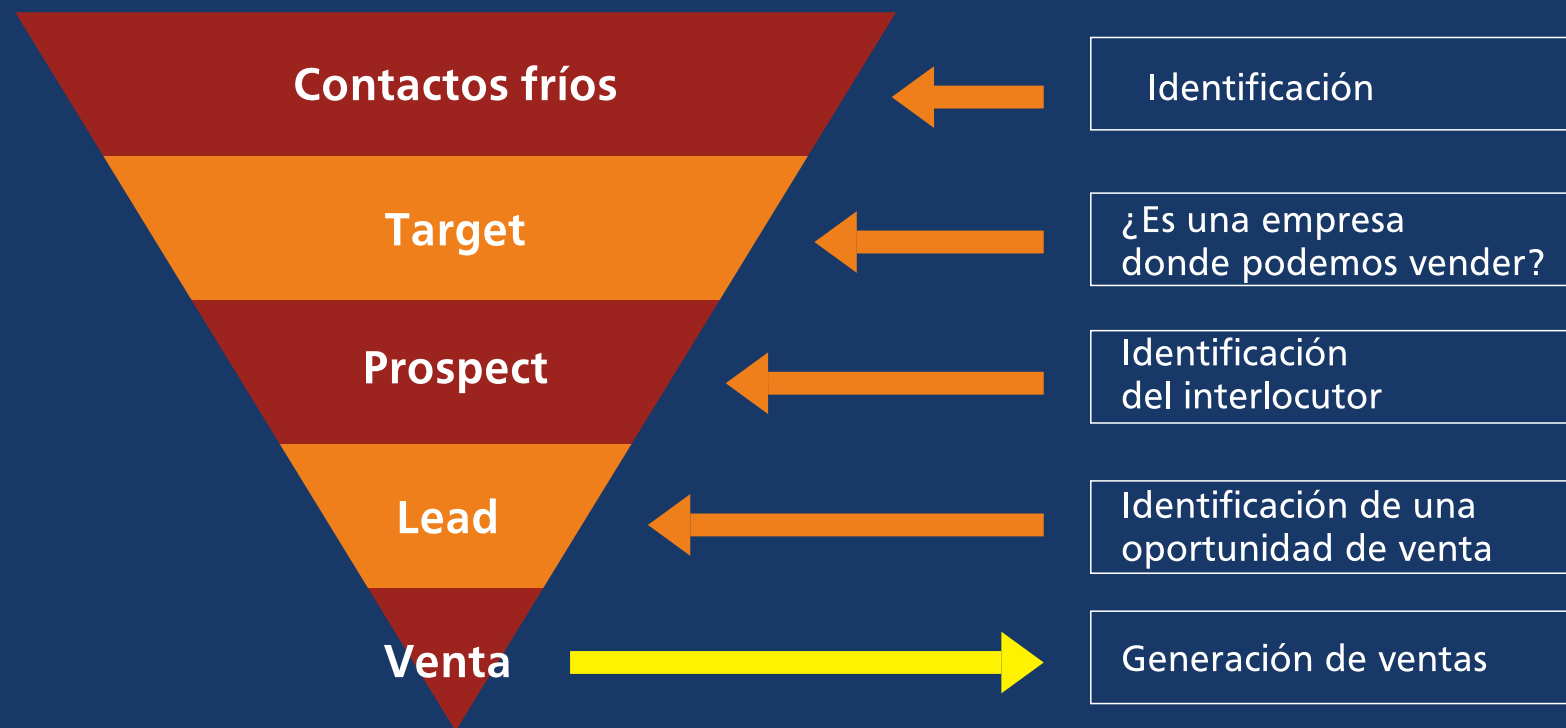 Contactos fríos
Identificación
Target
¿Es una empresa
donde podemos vender?
Prospect
Identificación
del interlocutor
Lead
Identificación de una
oportunidad de venta
Venta
Generación de ventas